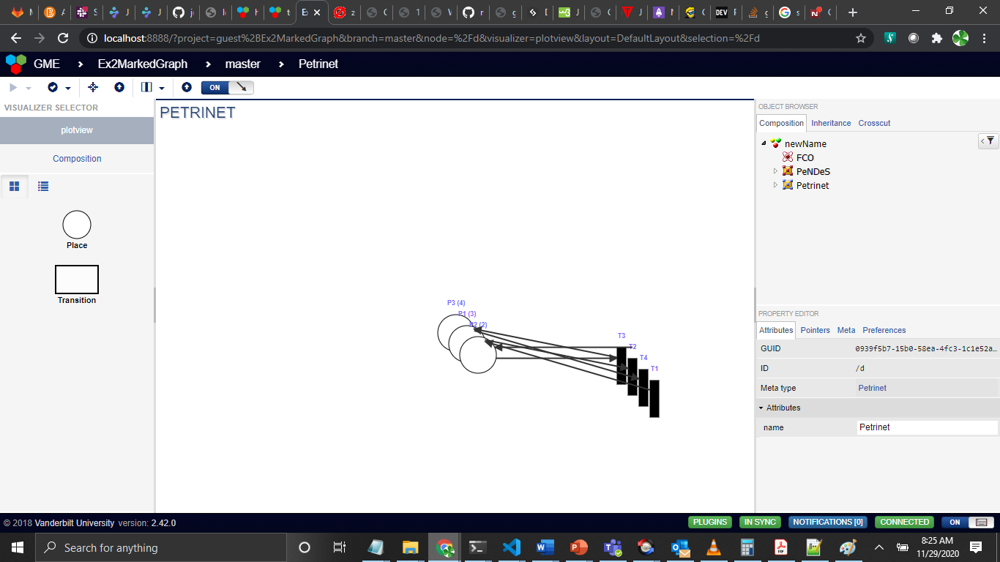 localhost:8888/?project=guest%2BEx2MarkedGraph&branch=master&node=%2Fd&visualizer=plotview&layout=DefaultLayout&selection=%2Fd
GME
Ex2MarkedGraph
master
Petrinet
ON
VISUALIZER SELECTOR
plotview
Composition
Place
Transition
PETRINET
P3 (4)
P1 (3)
P2 (2)
T3
T2
T4
T1
OBJECT BROWSER
Composition Inheritance Crosscut
newName
FCO
PeNDeS
Petrinet
PROPERTY EDITOR
Attributes Pointers Meta Preferences
GUID 0939f5b7-15b0-58ea-4fc3-1c1e52a…
ID /d
Meta type Petrinet
Attributes
name Petrinet
© 2018 Vanderbilt University version: 2.42.0
PLUGINS IN SYNC NOTIFICATIONS [0] CONNECTED ON
Search for anything
8:25 AM
11/29/2020